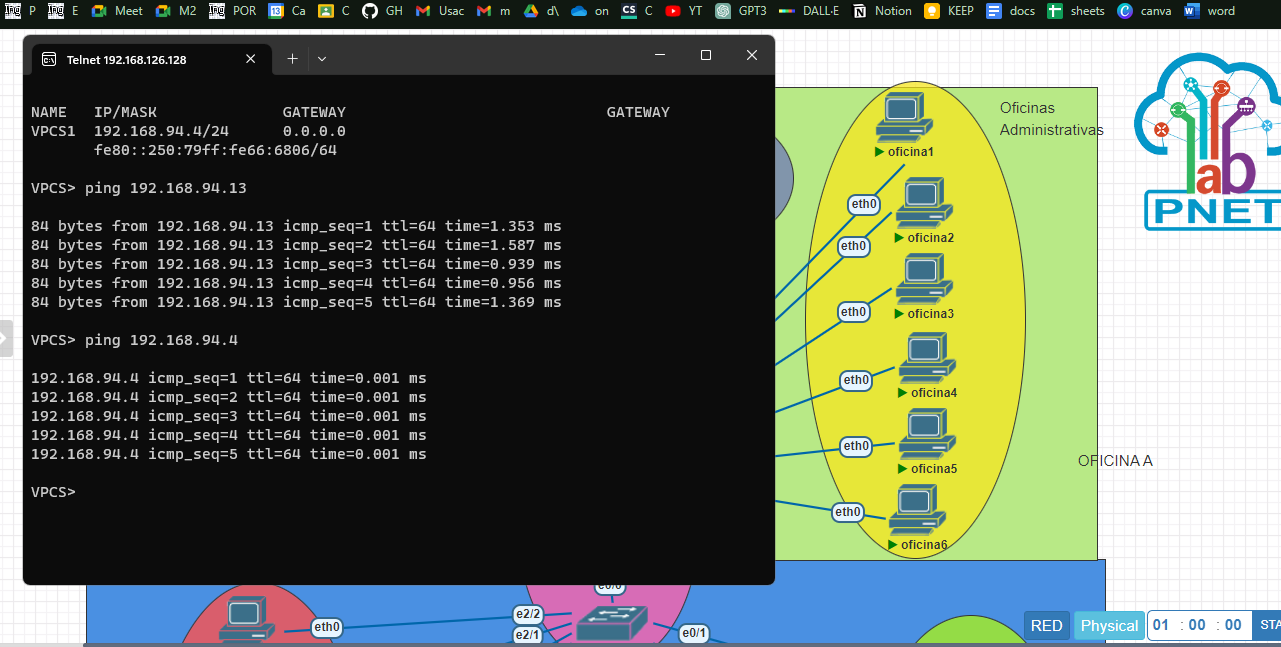 P E Meet M2 POR Ca C GH Usac m d\ on C YT GPT3 DALL·E Notion KEEP docs sheets canva word
Telnet 192.168.126.128
NAME IP/MASK GATEWAY GATEWAY
VPCS1 192.168.94.4/24 0.0.0.0
fe80::250:79ff:fe66:6806/64
VPCS> ping 192.168.94.13
84 bytes from 192.168.94.13 icmp_seq=1 ttl=64 time=1.353 ms
84 bytes from 192.168.94.13 icmp_seq=2 ttl=64 time=1.587 ms
84 bytes from 192.168.94.13 icmp_seq=3 ttl=64 time=0.939 ms
84 bytes from 192.168.94.13 icmp_seq=4 ttl=64 time=0.956 ms
84 bytes from 192.168.94.13 icmp_seq=5 ttl=64 time=1.369 ms
VPCS> ping 192.168.94.4
192.168.94.4 icmp_seq=1 ttl=64 time=0.001 ms
192.168.94.4 icmp_seq=2 ttl=64 time=0.001 ms
192.168.94.4 icmp_seq=3 ttl=64 time=0.001 ms
192.168.94.4 icmp_seq=4 ttl=64 time=0.001 ms
192.168.94.4 icmp_seq=5 ttl=64 time=0.001 ms
VPCS>
Oficinas
Administrativas
oficina1
eth0
oficina2
eth0
oficina3
eth0
oficina4
eth0
oficina5
eth0
oficina6
eth0
OFICINA A
lab
PNET
e0/0
eth0
e2/2
e2/1
e0/1
RED Physical 01 : 00 : 00 STA